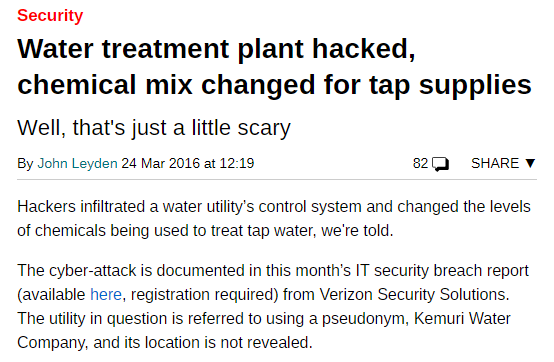 Security
Water treatment plant hacked,
chemical mix changed for tap supplies
Well, that's just a little scary
By John Leyden 24 Mar 2016 at 12:19 82 SHARE ▼
Hackers infiltrated a water utility’s control system and changed the levels
of chemicals being used to treat tap water, we're told.
The cyber-attack is documented in this month’s IT security breach report
(available here, registration required) from Verizon Security Solutions.
The utility in question is referred to using a pseudonym, Kemuri Water
Company, and its location is not revealed.